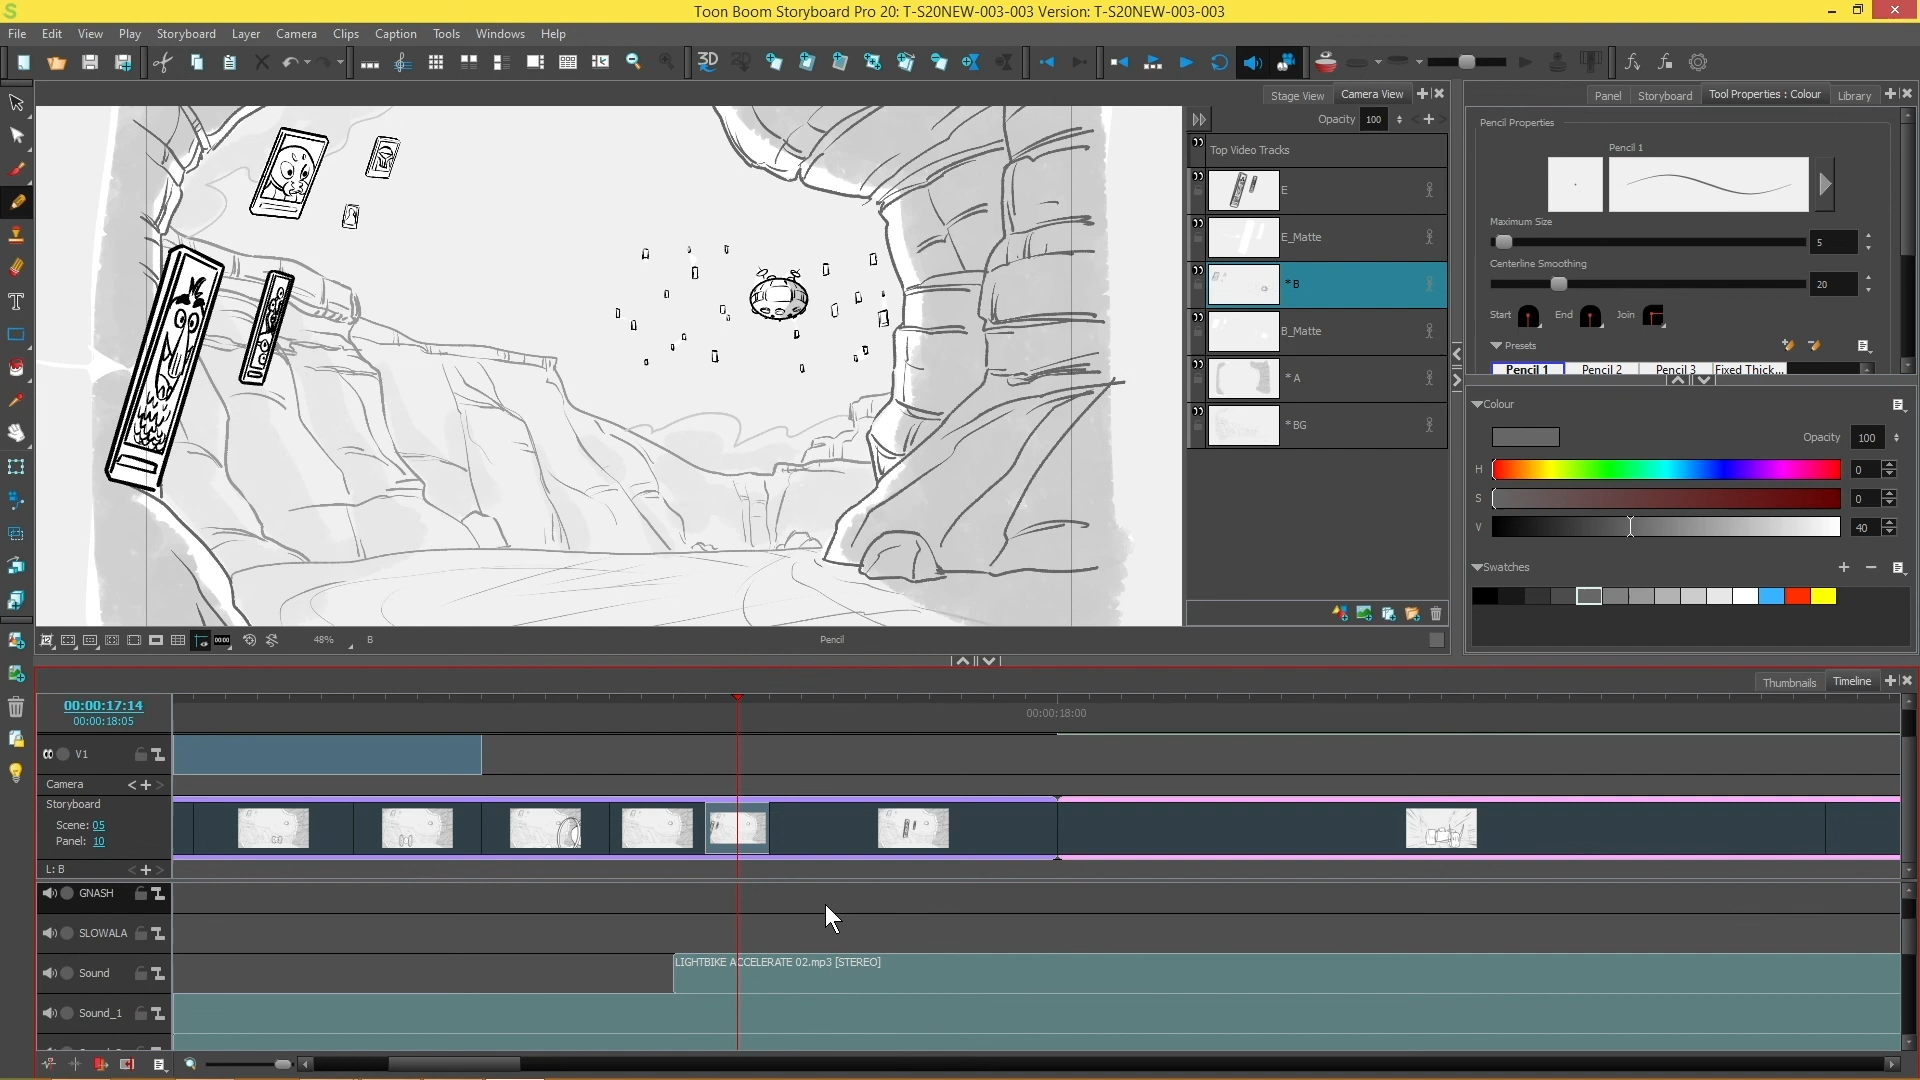 Toon Boom Storyboard Pro 20: T-S20NEW-003-003 Version: T-S20NEW-003-003
File Edit View Play Storyboard Layer Camera Clips Caption Tools Windows Help
3D
Stage View Camera View
Panel Storyboard Tool Properties : Colour Library
Opacity 100
Top Video Tracks
E
E_Matte
* B
B_Matte
* A
* BG
Pencil Properties
Pencil 1
Maximum Size
5
Centerline Smoothing
20
Start End Join
Presets
Pencil 1 Pencil 2 Pencil 3 Fixed Thick...
Colour
Opacity 100
H 0
S 0
V 40
Swatches
48% B Pencil
Thumbnails Timeline
00:00:17:14
00:00:18:05
00:00:18:00
V1
Camera
Storyboard
Scene: 05
Panel: 10
L: B
GNASH
SLOWALA
Sound
LIGHTBIKE ACCELERATE 02.mp3 [STEREO]
Sound_1